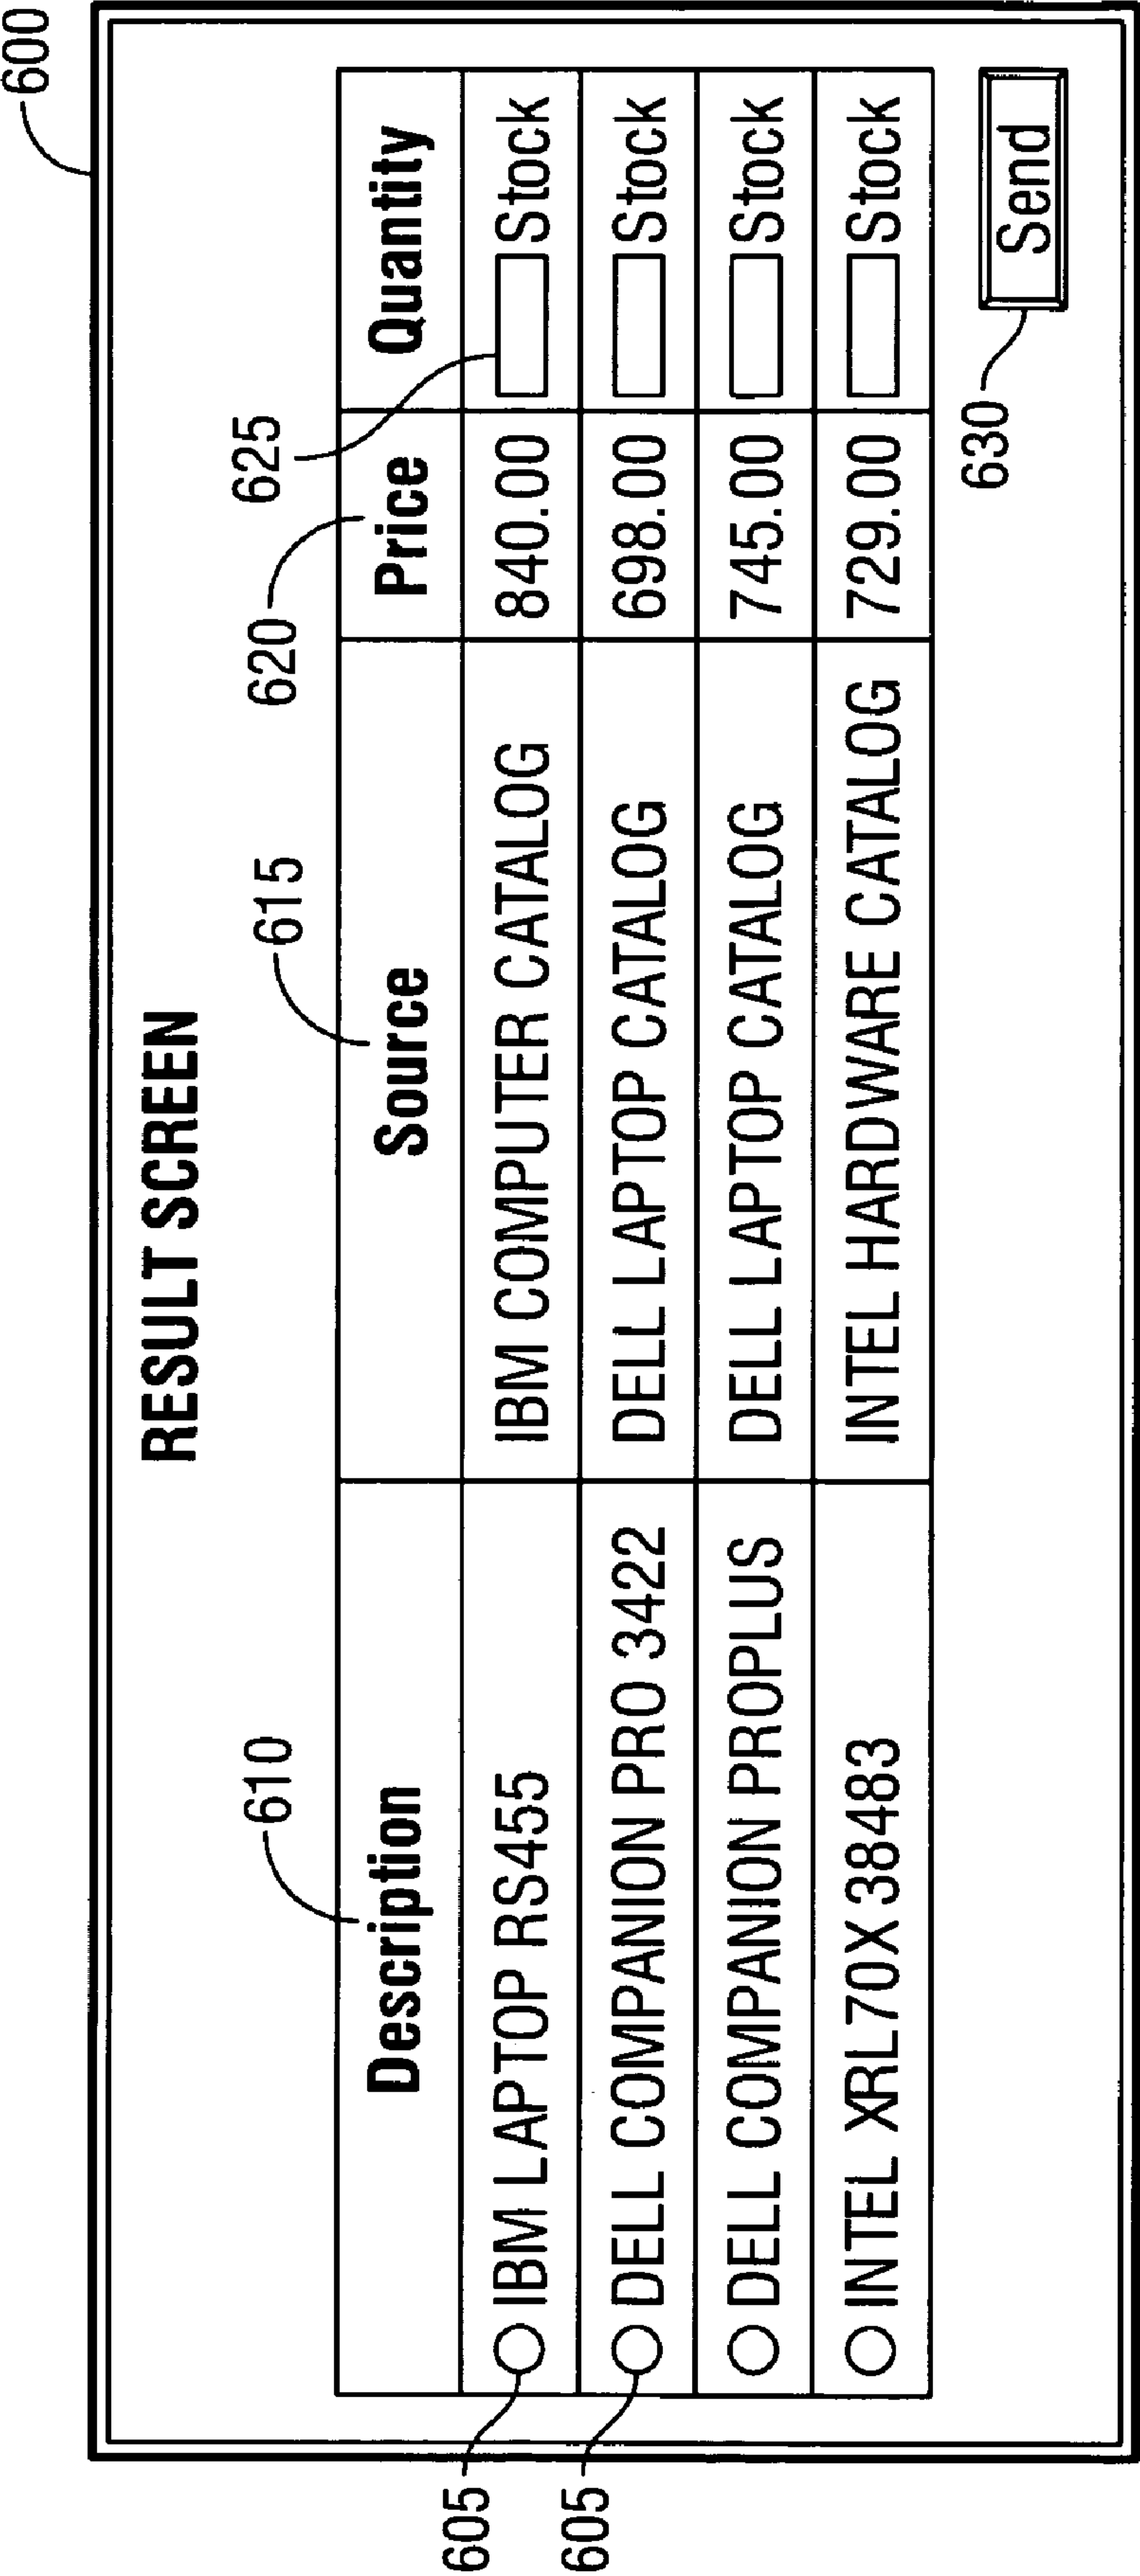 600
RESULT SCREEN
610 615 620 625
Description Source Price Quantity
605 IBM LAPTOP RS455 IBM COMPUTER CATALOG 840.00 Stock
605 DELL COMPANION PRO 3422 DELL LAPTOP CATALOG 698.00 Stock
DELL COMPANION PROPLUS DELL LAPTOP CATALOG 745.00 Stock
INTEL XRL70X 38483 INTEL HARDWARE CATALOG 729.00 Stock
630 Send